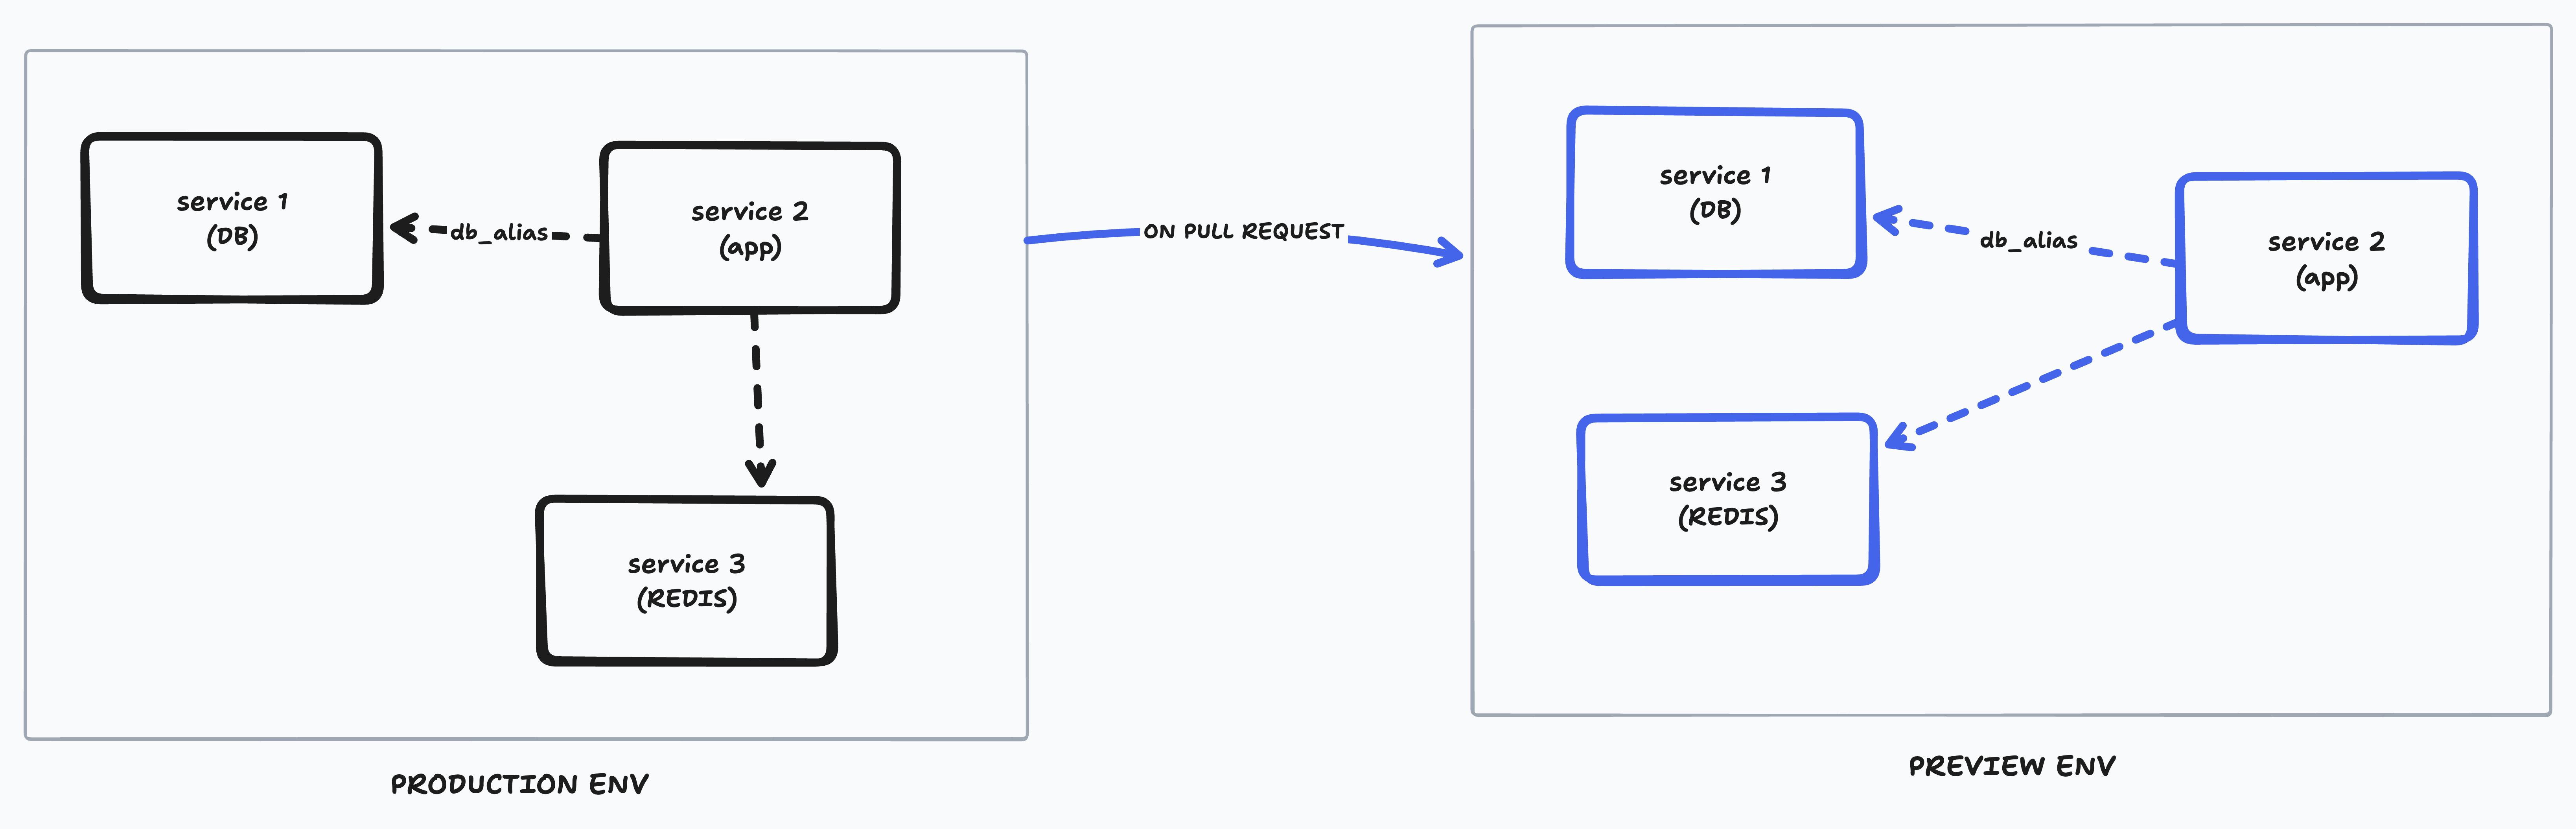 service 1
(DB)
db_alias
service 2
(app)
service 3
(REDIS)
PRODUCTION ENV
ON PULL REQUEST
service 1
(DB)
db_alias
service 2
(app)
service 3
(REDIS)
PREVIEW ENV